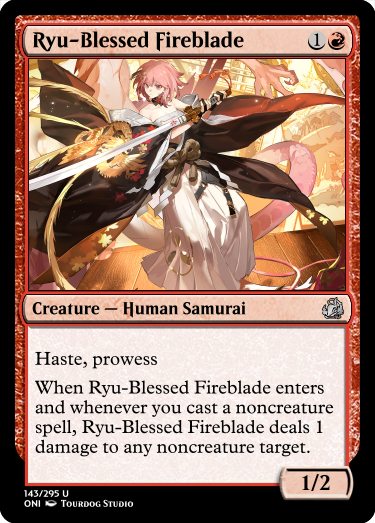 Ryu-Blessed Fireblade 1
Creature — Human Samurai
Haste, prowess
When Ryu-Blessed Fireblade enters
and whenever you cast a noncreature
spell, Ryu-Blessed Fireblade deals 1
damage to any noncreature target.
1/2
143/295 U
ONI Tourdog Studio